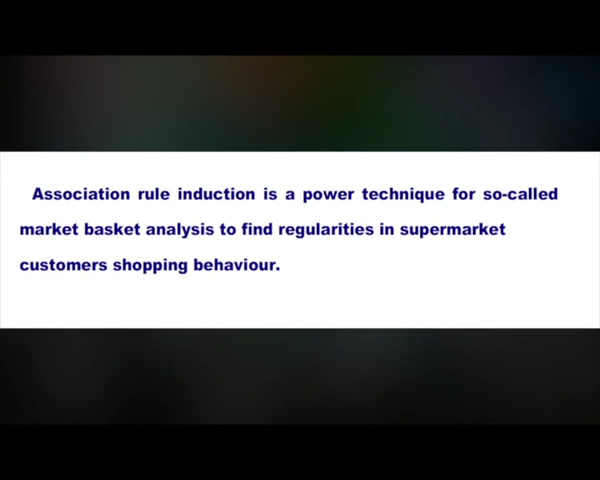 Association rule induction is a power technique for so-called
market basket analysis to find regularities in supermarket
customers shopping behaviour.